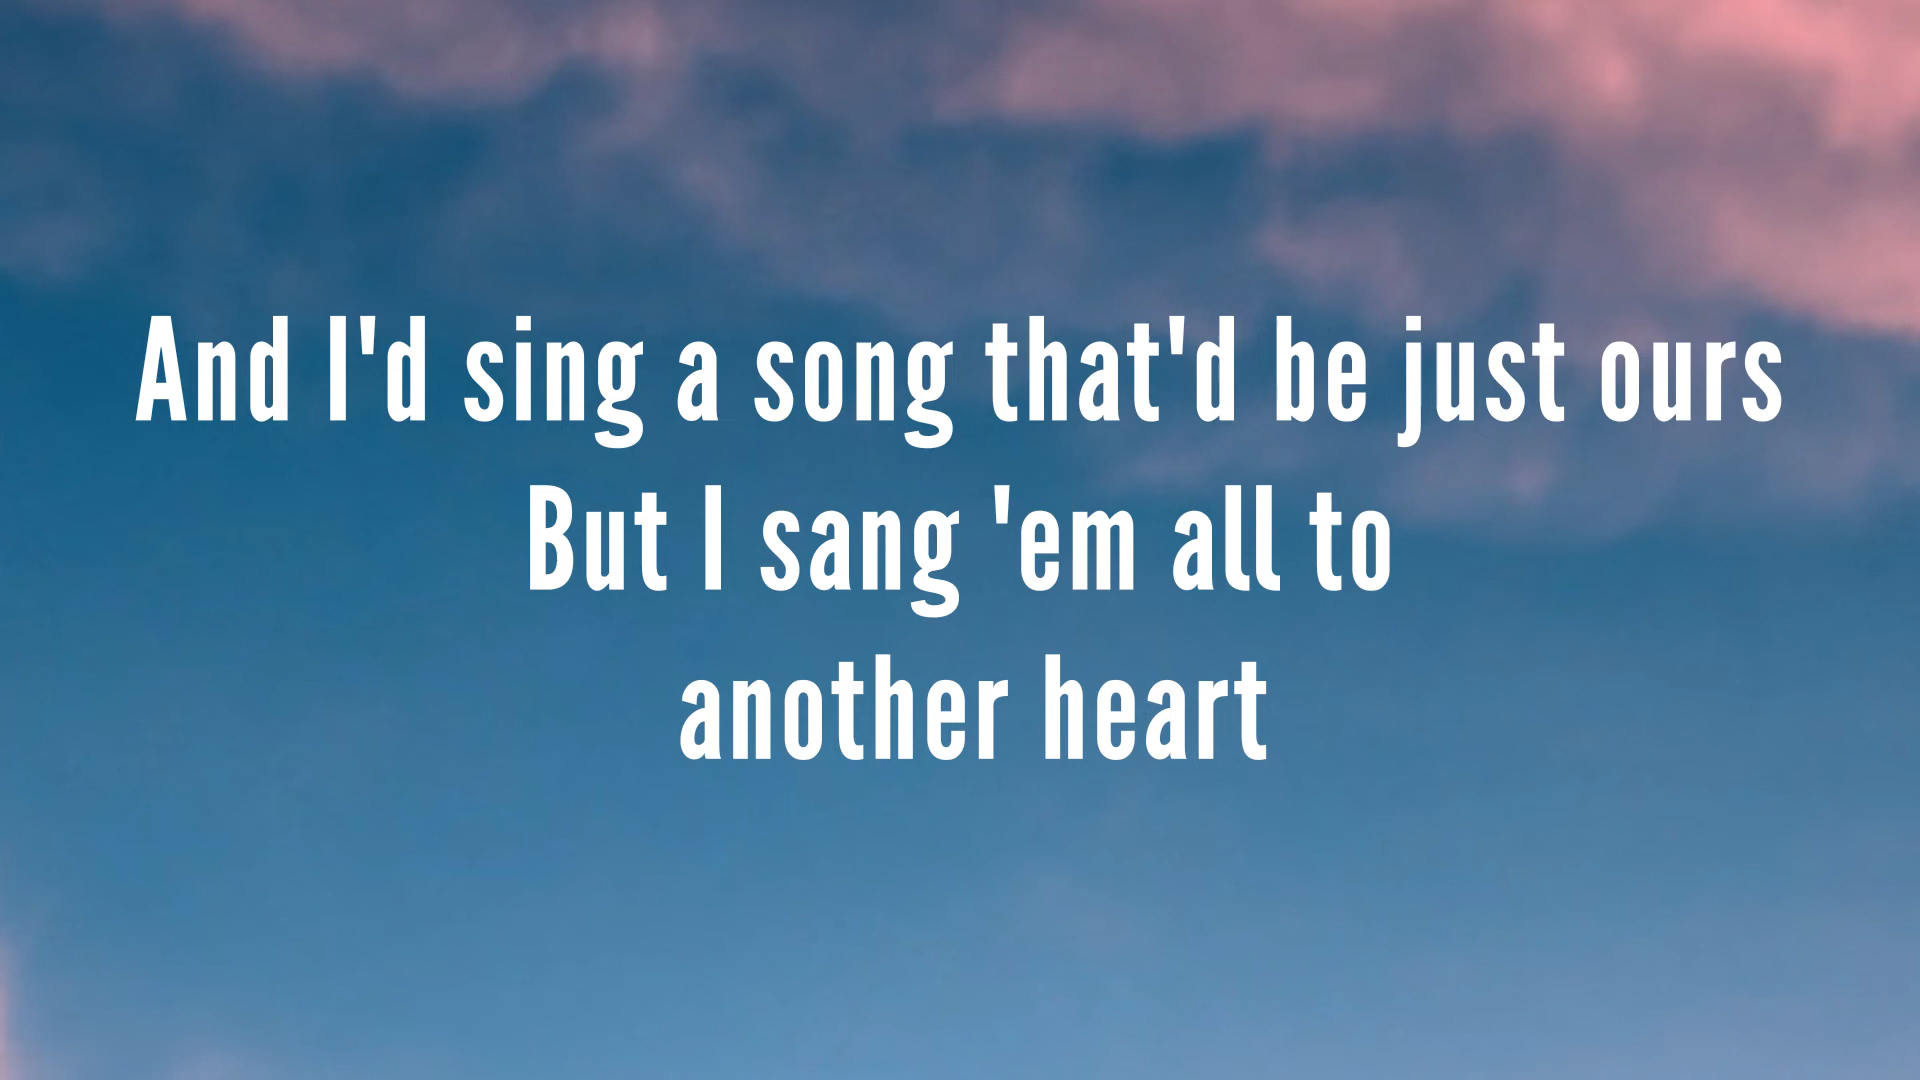 And I'd sing a song that'd be just ours
But I sang 'em all to
another heart